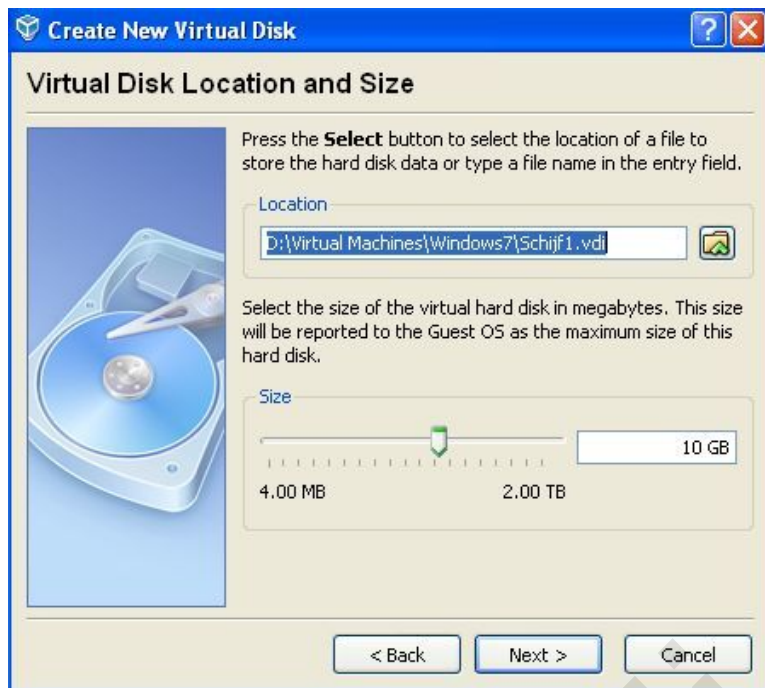 Create New Virtual Disk
Virtual Disk Location and Size
Press the Select button to select the location of a file to
store the hard disk data or type a file name in the entry field.
Location
D:\Virtual Machines\Windows7\Schijf1.vdi
Select the size of the virtual hard disk in megabytes. This size
will be reported to the Guest OS as the maximum size of this
hard disk.
Size
10 GB
4.00 MB 2.00 TB
< Back Next > Cancel